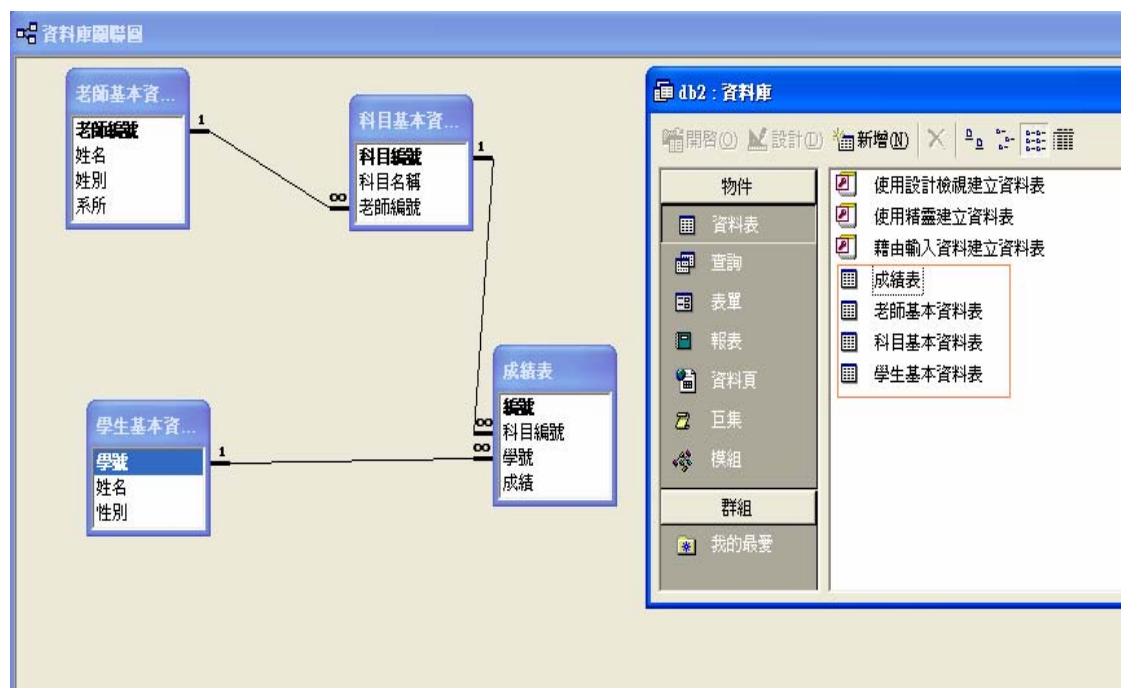 資料庫關聯圖
老師基本資...
老師編號
姓名
姓別
系所
1
∞
科目基本資...
科目編號
科目名稱
老師編號
1
∞
成績表
編號
科目編號
學號
成績
學生基本資...
學號
姓名
性別
1
∞
db2 : 資料庫
開啓(O) 設計(D) 新增(N)
物件
資料表
查詢
表單
報表
資料頁
巨集
模組
群組
我的最愛
使用設計檢視建立資料表
使用精靈建立資料表
藉由輸入資料建立資料表
成績表
老師基本資料表
科目基本資料表
學生基本資料表